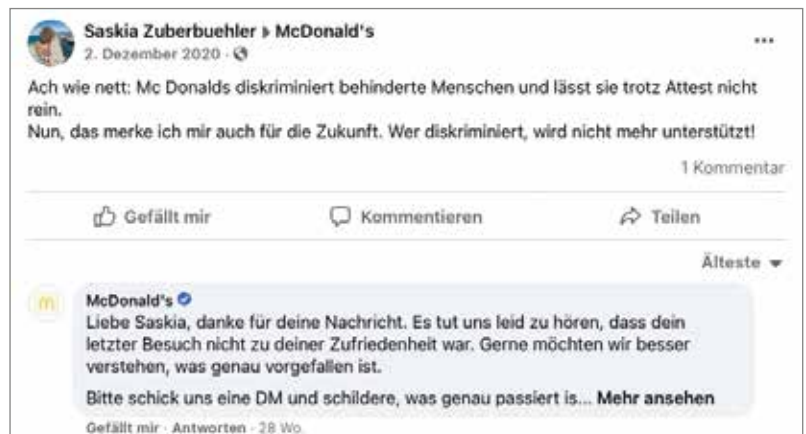 Saskia Zuberbuehler ▸ McDonald's
2. Dezember 2020 ·
Ach wie nett: Mc Donalds diskriminiert behinderte Menschen und lässt sie trotz Attest nicht
rein.
Nun, das merke ich mir auch für die Zukunft. Wer diskriminiert, wird nicht mehr unterstützt!
1 Kommentar
Gefällt mir Kommentieren Teilen
Älteste
McDonald's
Liebe Saskia, danke für deine Nachricht. Es tut uns leid zu hören, dass dein
letzter Besuch nicht zu deiner Zufriedenheit war. Gerne möchten wir besser
verstehen, was genau vorgefallen ist.
Bitte schick uns eine DM und schildere, was genau passiert is... Mehr ansehen
Gefällt mir · Antworten · 28 Wo.